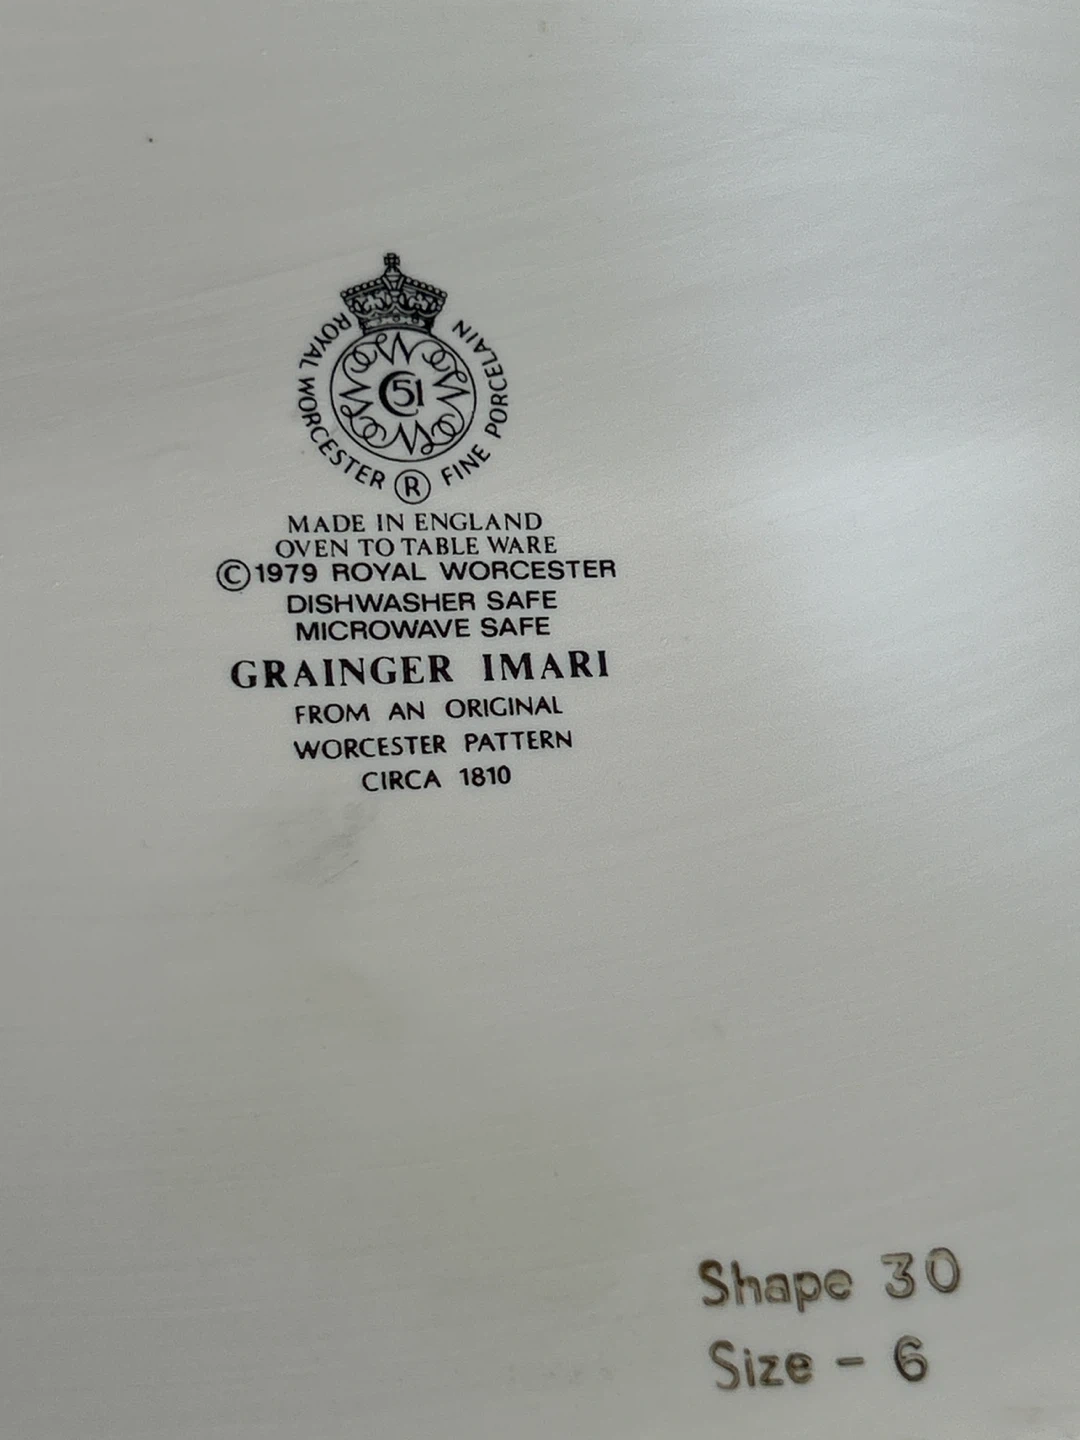 ROYAL WORCESTER ® FINE PORCELAIN
C51
MADE IN ENGLAND
OVEN TO TABLE WARE
©1979 ROYAL WORCESTER
DISHWASHER SAFE
MICROWAVE SAFE
GRAINGER IMARI
FROM AN ORIGINAL
WORCESTER PATTERN
CIRCA 1810
Shape 30
Size - 6